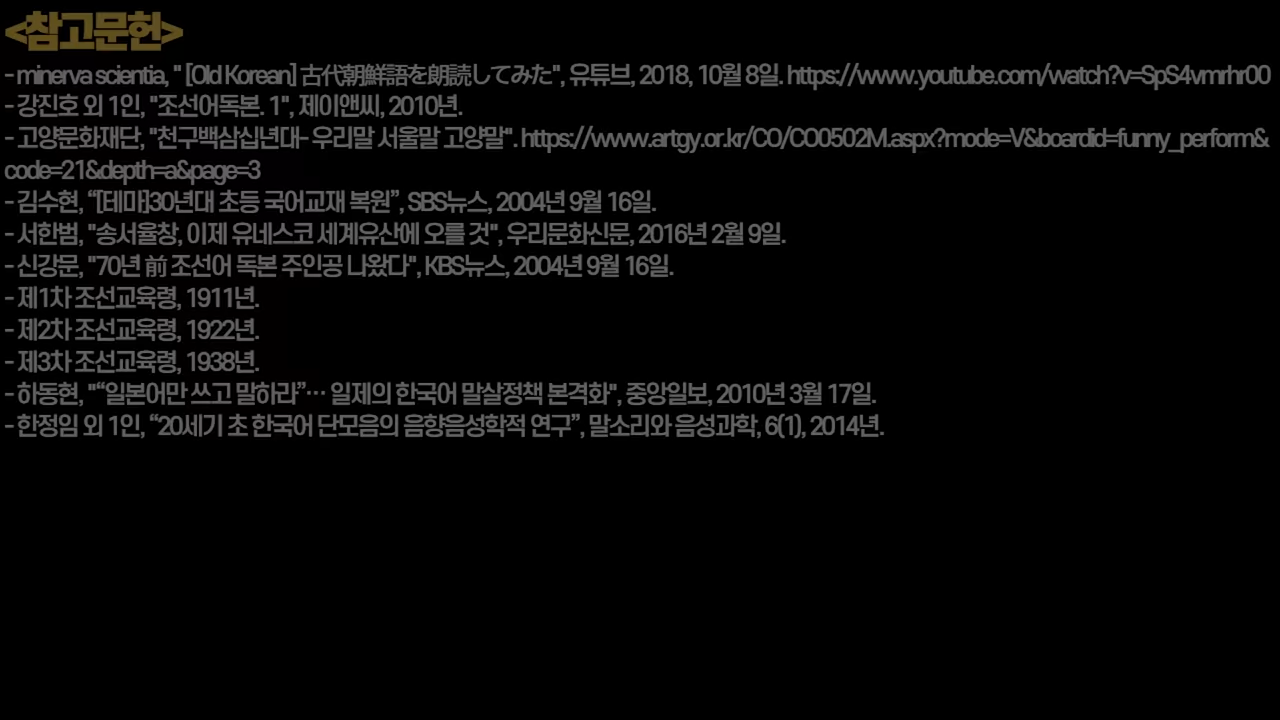 <참고문헌>
- minerva scientia, " [Old Korean] 古代朝鮮語を朗読してみた", 유튜브, 2018, 10월 8일. https://www.youtube.com/watch?v=SpS4vmrhr00
- 강진호 외 1인, "조선어독본. 1", 제이앤씨, 2010년.
- 고양문화재단, "천구백삼십년대- 우리말 서울말 고양말". https://www.artgy.or.kr/CO/CO0502M.aspx?mode=V&boardid=funny_perform&
code=21&depth=a&page=3
- 김수현, “[테마]30년대 초등 국어교재 복원”, SBS뉴스, 2004년 9월 16일.
- 서한범, "송서율창, 이제 유네스코 세계유산에 오를 것", 우리문화신문, 2016년 2월 9일.
- 신강문, "70년 前 조선어 독본 주인공 나왔다", KBS뉴스, 2004년 9월 16일.
- 제1차 조선교육령, 1911년.
- 제2차 조선교육령, 1922년.
- 제3차 조선교육령, 1938년.
- 하동현, "“일본어만 쓰고 말하라”… 일제의 한국어 말살정책 본격화", 중앙일보, 2010년 3월 17일.
- 한정임 외 1인, “20세기 초 한국어 단모음의 음향음성학적 연구”, 말소리와 음성과학, 6(1), 2014년.